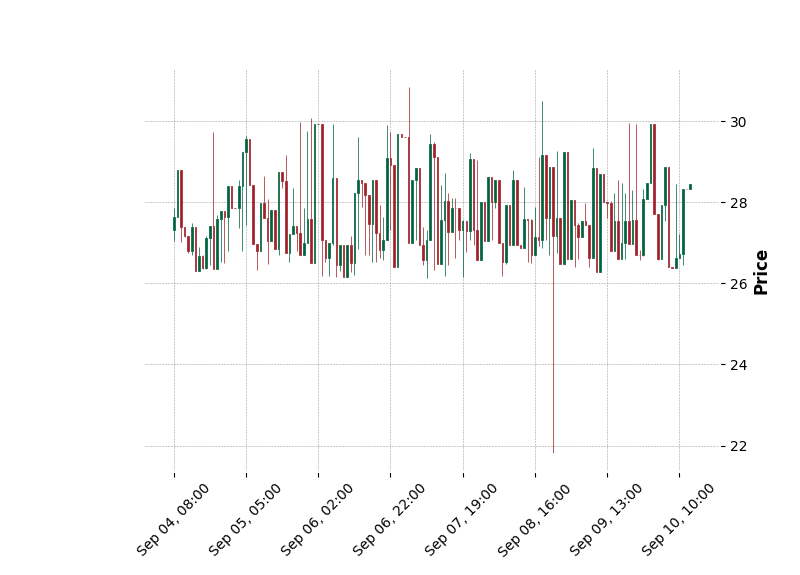 30
28
26
24
22
Price
Sep 04, 08:00
Sep 05, 05:00
Sep 06, 02:00
Sep 06, 22:00
Sep 07, 19:00
Sep 08, 16:00
Sep 09, 13:00
Sep 10, 10:00